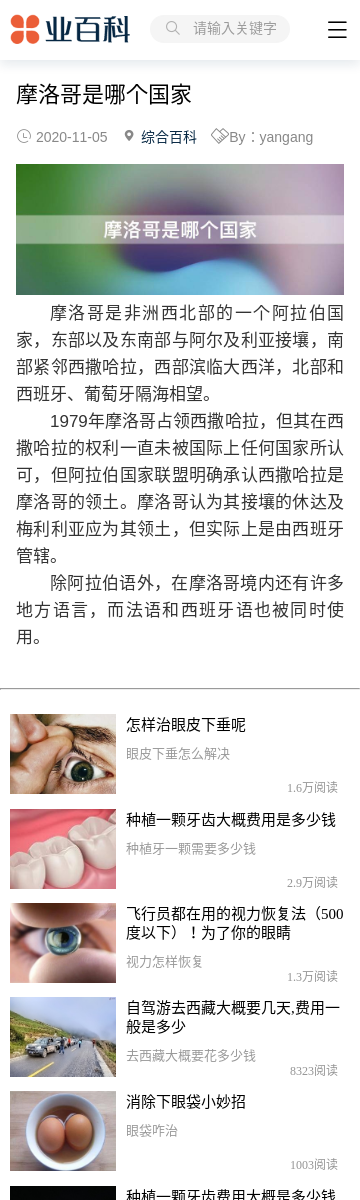 业百科
请输入关键字
摩洛哥是哪个国家
2020-11-05 综合百科 By：yangang
摩洛哥是哪个国家
摩洛哥是非洲西北部的一个阿拉伯国
家，东部以及东南部与阿尔及利亚接壤，南
部紧邻西撒哈拉，西部滨临大西洋，北部和
西班牙、葡萄牙隔海相望。
1979年摩洛哥占领西撒哈拉，但其在西
撒哈拉的权利一直未被国际上任何国家所认
可，但阿拉伯国家联盟明确承认西撒哈拉是
摩洛哥的领土。摩洛哥认为其接壤的休达及
梅利利亚应为其领土，但实际上是由西班牙
管辖。
除阿拉伯语外，在摩洛哥境内还有许多
地方语言，而法语和西班牙语也被同时使
用。
怎样治眼皮下垂呢
眼皮下垂怎么解决
1.6万阅读
种植一颗牙齿大概费用是多少钱
种植牙一颗需要多少钱
2.9万阅读
飞行员都在用的视力恢复法（500
度以下）！为了你的眼睛
视力怎样恢复
1.3万阅读
自驾游去西藏大概要几天,费用一
般是多少
去西藏大概要花多少钱
8323阅读
消除下眼袋小妙招
眼袋咋治
1003阅读
种植一颗牙齿费用大概是多少钱